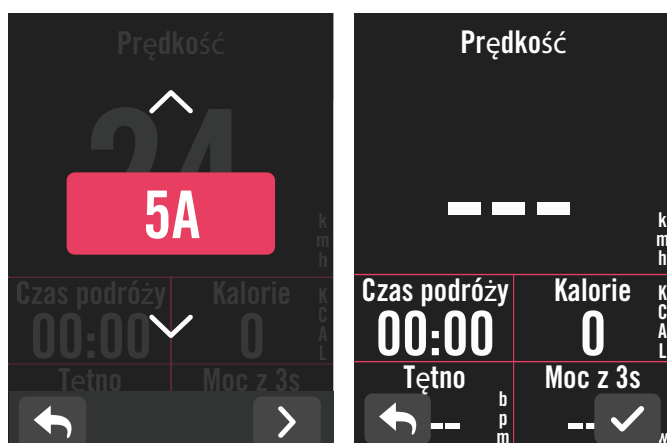 Prędkość
24
5A
k
m
h
Czas podróży Kalorie
00:00 0
K
C
A
L
Tętno Moc z 3s
Prędkość
---
k
m
h
Czas podróży Kalorie
00:00 0
K
C
A
L
Tętno Moc z 3s
-- --
b
p
m